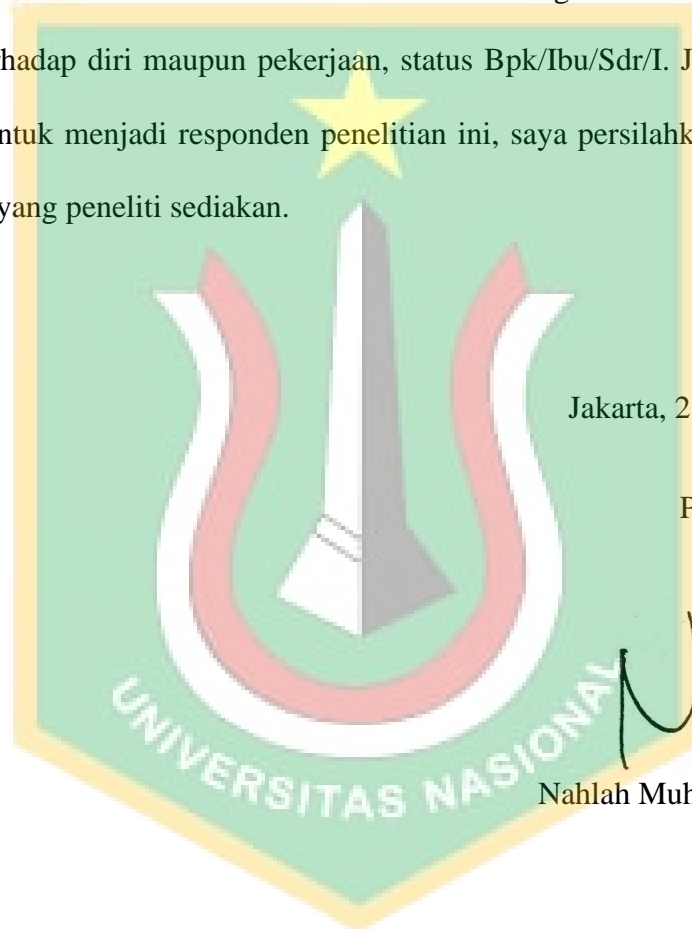 rhadap diri maupun pekerjaan, status Bpk/Ibu/Sdr/I. J
ntuk menjadi responden penelitian ini, saya persilahk
yang peneliti sediakan.
Jakarta, 2
P
Nahlah Muh
UNIVERSITAS NASIONAL